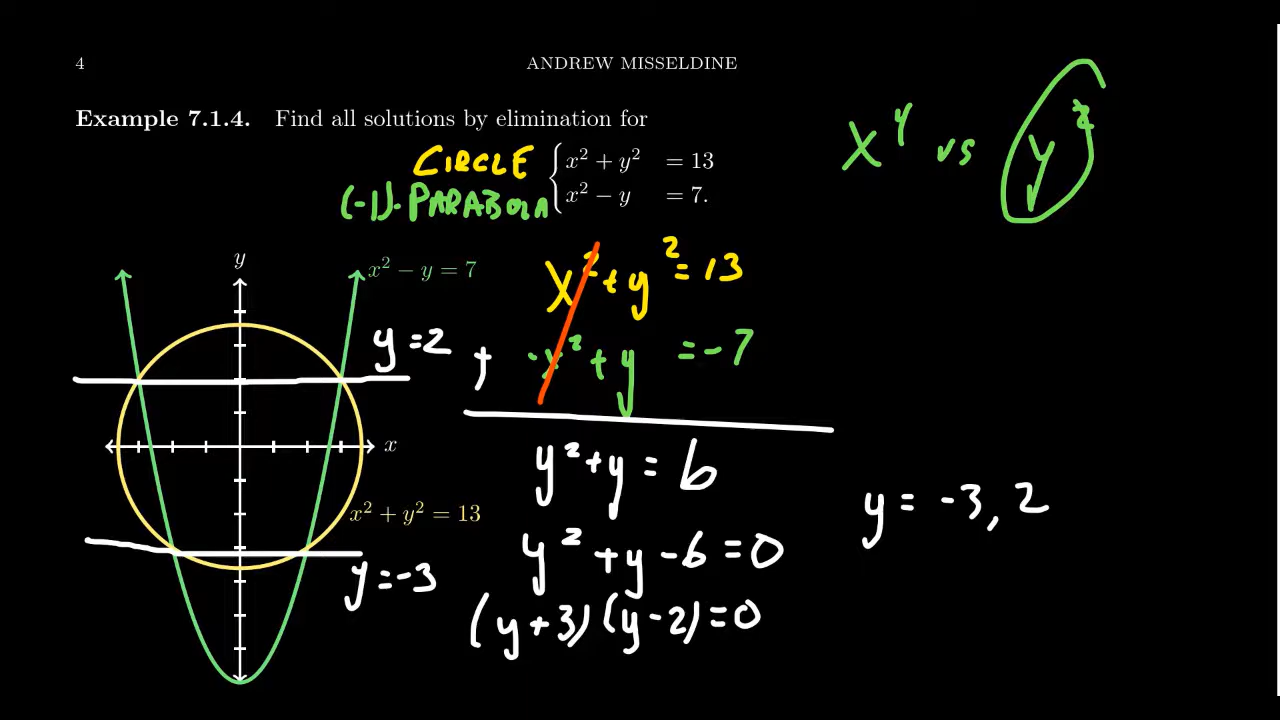 4 ANDREW MISSELDINE
Example 7.1.4. Find all solutions by elimination for
CIRCLE { x² + y² = 13
(-1)· PARABOLA x² − y = 7.
x^y vs y²
y
x² − y = 7
x² + y² = 13
y = 2
+ -x² + y = -7
x
y² + y = 6
x² + y² = 13
y = -3, 2
y² + y - 6 = 0
y = -3
(y + 3)(y - 2) = 0